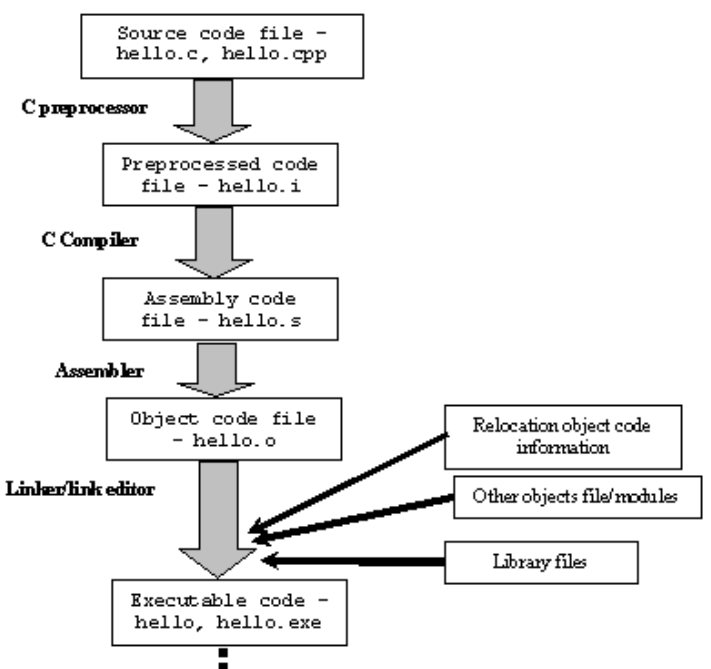 Source code file -
hello.c, hello.cpp
C preprocessor
Preprocessed code
file - hello.i
C Compiler
Assembly code
file - hello.s
Assembler
Object code file
- hello.o
Relocation object code
information
Linker/link editor
Other objects file/modules
Library files
Executable code -
hello, hello.exe